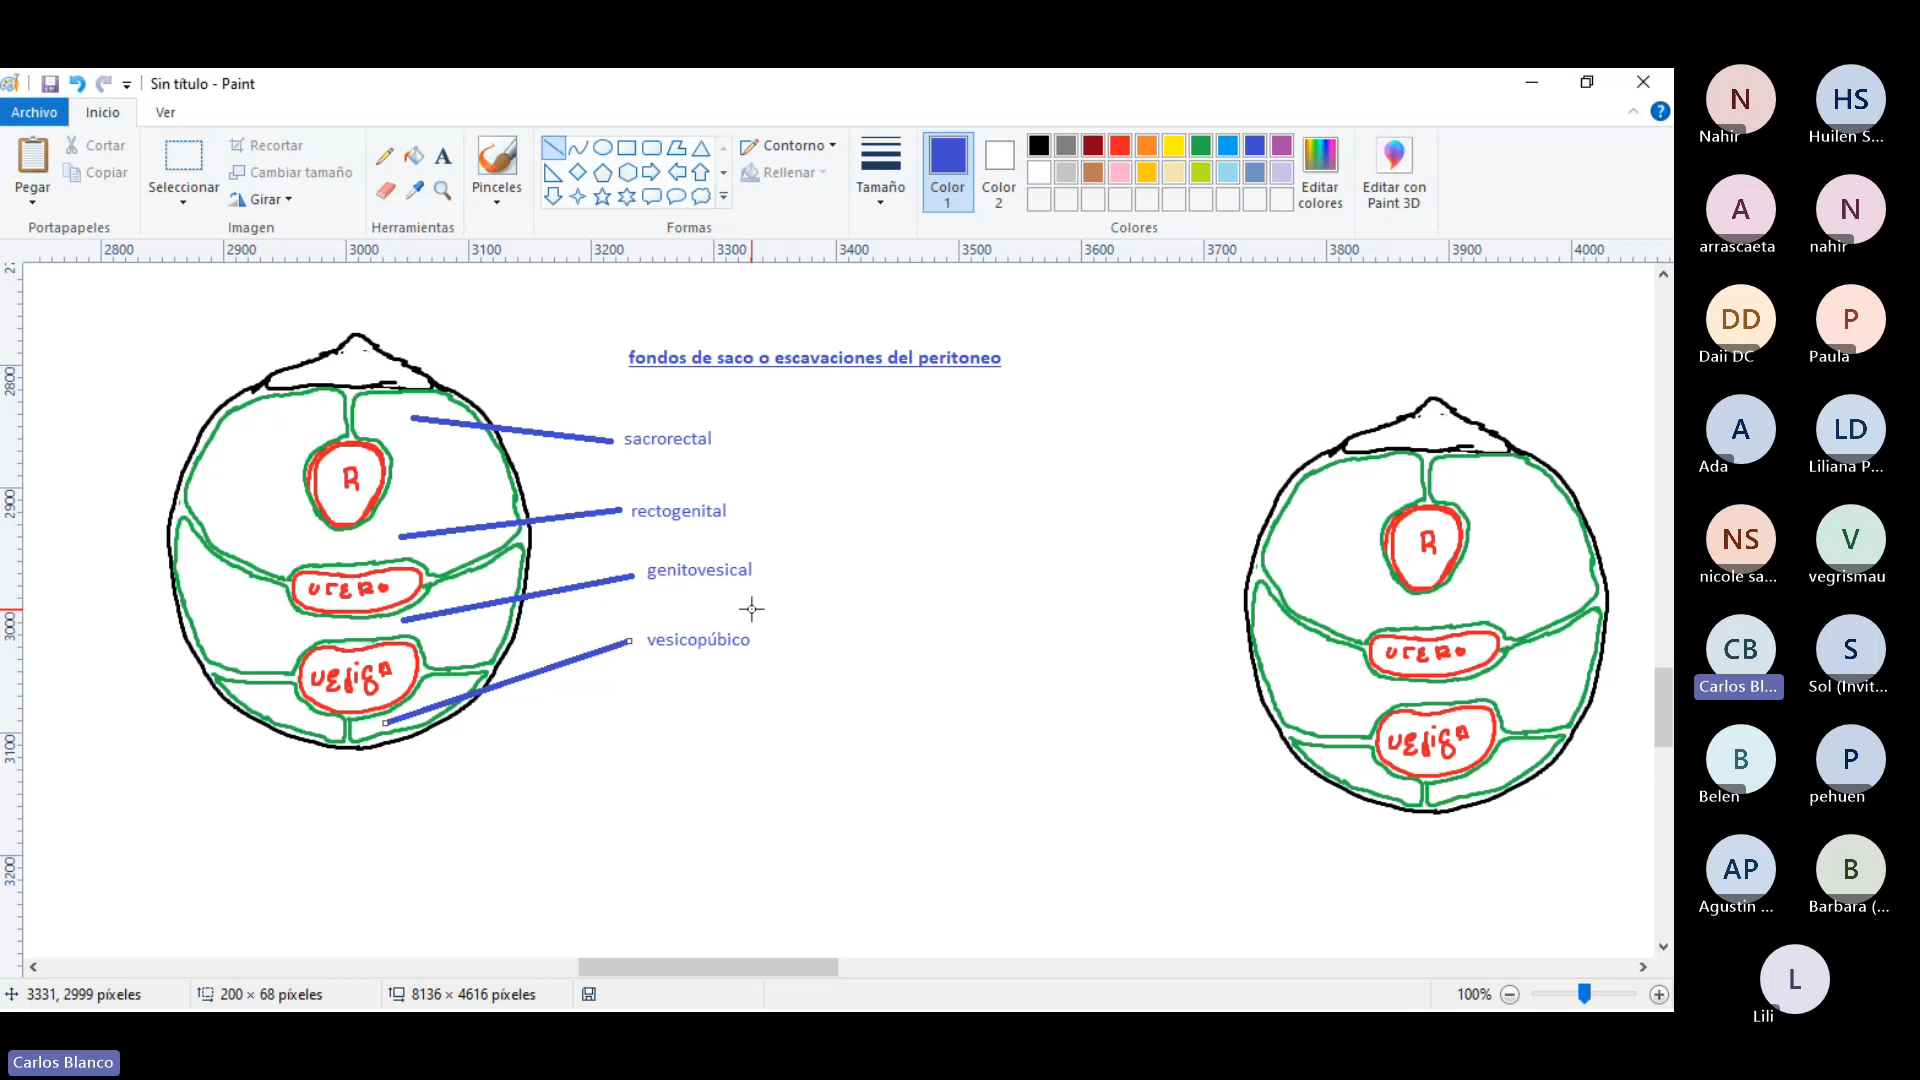 Sin título - Paint
Archivo Inicio Ver
Pegar
Cortar
Copiar
Portapapeles
Seleccionar
Recortar
Cambiar tamaño
Girar
Imagen
Herramientas
Pinceles
Formas
Contorno
Rellenar
Tamaño
Color 1
Color 2
Colores
Editar colores
Editar con Paint 3D
2800 2900 3000 3100 3200 3300 3400 3500 3600 3700 3800 3900 4000
2800
2900
3000
3100
3200
fondos de saco o escavaciones del peritoneo
sacrorectal
rectogenital
genitovesical
vesicopúbico
R
UTERO
VEJIGA
R
UTERO
VEJIGA
3331, 2999 píxeles
200 × 68 píxeles
8136 × 4616 píxeles
100%
N
Nahir
HS
Huilen S...
A
arrascaeta
N
nahir
DD
Daii DC
P
Paula
A
Ada
LD
Liliana P...
NS
nicole sa...
V
vegrismau
CB
Carlos Bl...
S
Sol (Invit...
B
Belen
P
pehuen
AP
Agustin ...
B
Barbara (...
L
Lili
Carlos Blanco